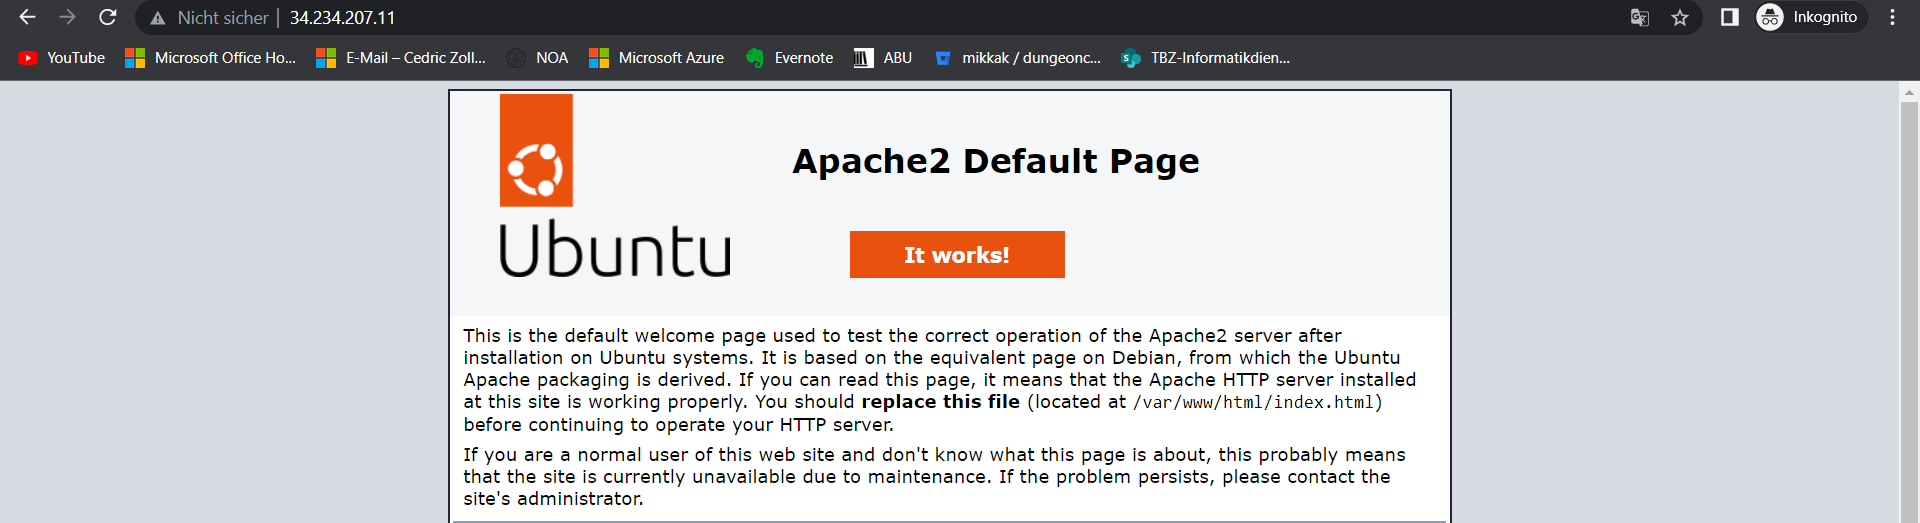 Nicht sicher | 34.234.207.11 Inkognito
YouTube Microsoft Office Ho... E-Mail – Cedric Zoll... NOA Microsoft Azure Evernote ABU mikkak / dungeonc... TBZ-Informatikdien...
Apache2 Default Page
Ubuntu
It works!
This is the default welcome page used to test the correct operation of the Apache2 server after
installation on Ubuntu systems. It is based on the equivalent page on Debian, from which the Ubuntu
Apache packaging is derived. If you can read this page, it means that the Apache HTTP server installed
at this site is working properly. You should replace this file (located at /var/www/html/index.html)
before continuing to operate your HTTP server.
If you are a normal user of this web site and don't know what this page is about, this probably means
that the site is currently unavailable due to maintenance. If the problem persists, please contact the
site's administrator.